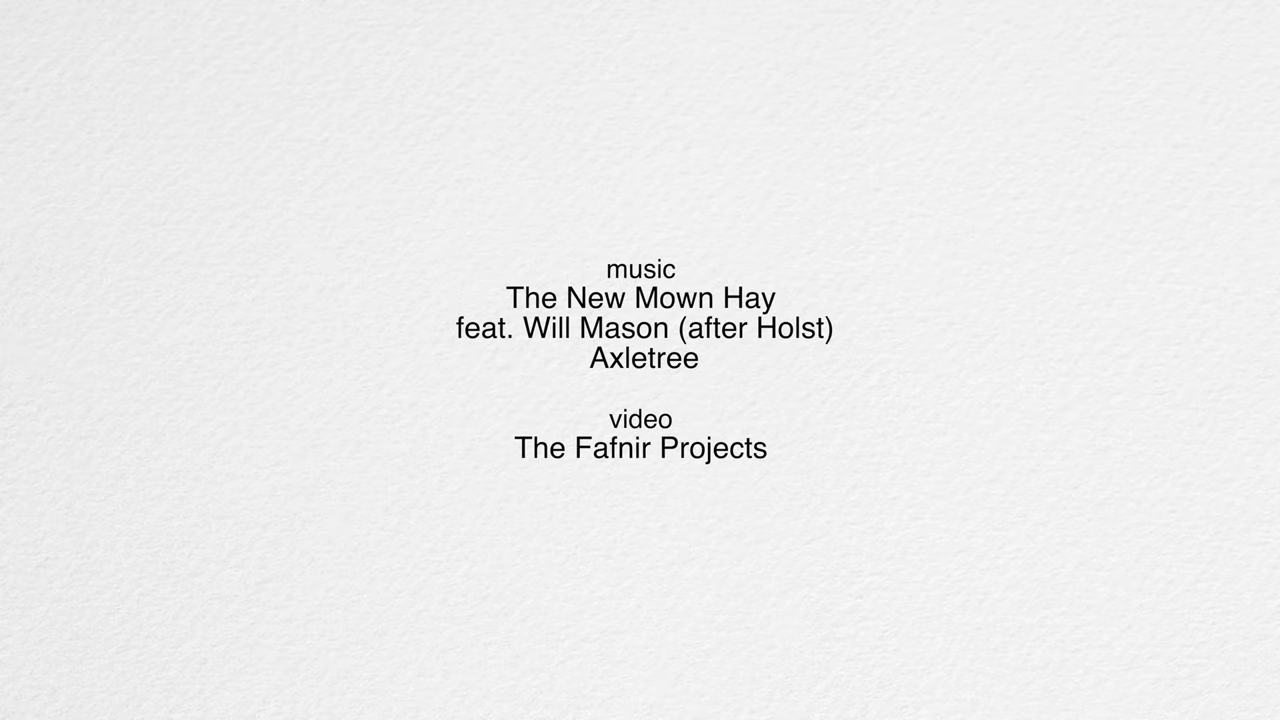 music
The New Mown Hay
feat. Will Mason (after Holst)
Axletree
video
The Fafnir Projects